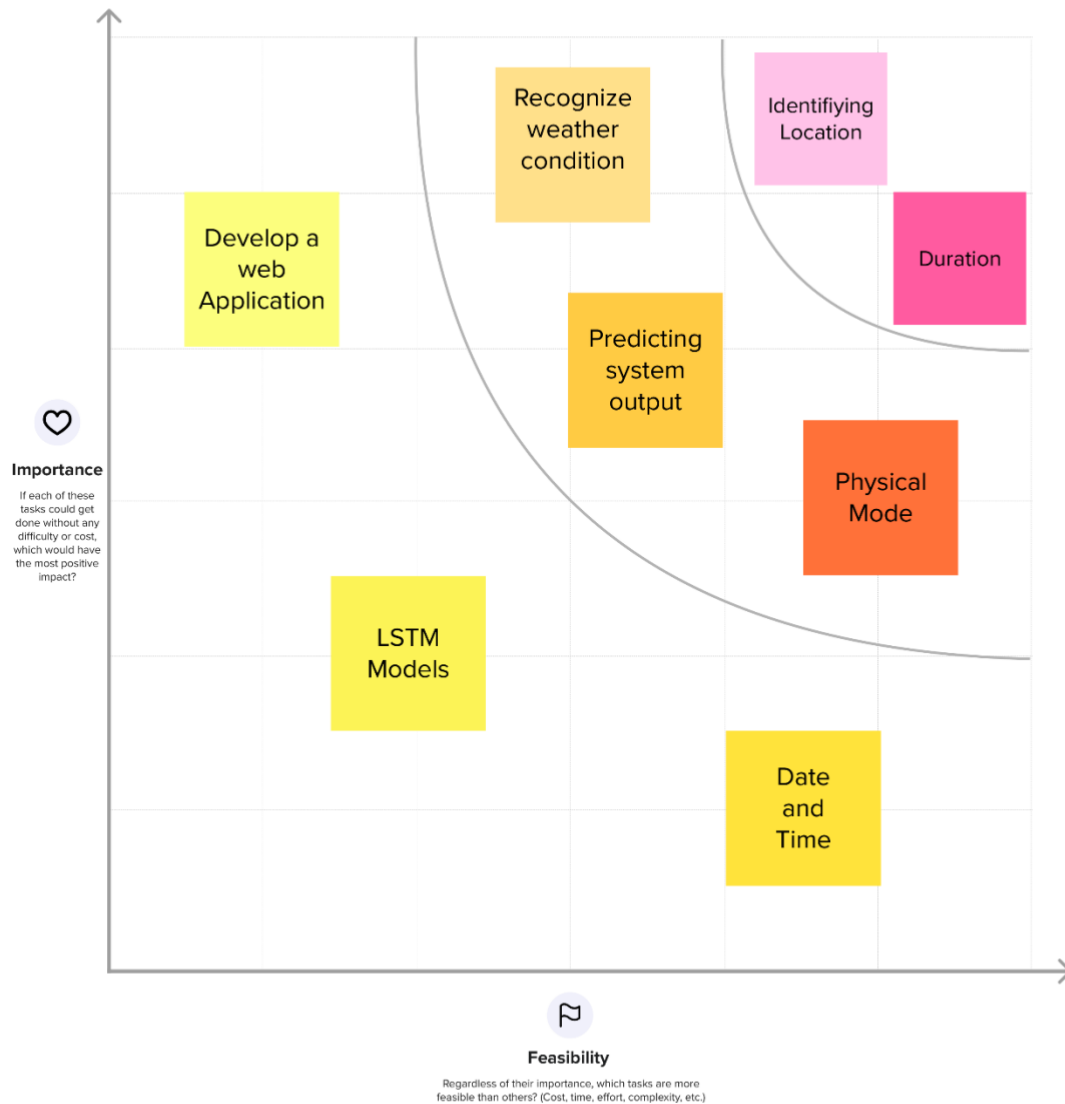 Recognize
weather
condition
Identifiying
Location
Develop a
web
Application
Duration
Predicting
system
output
Importance
If each of these
tasks could get
done without any
difficulty or cost,
which would have
the most positive
impact?
Physical
Mode
LSTM
Models
Date
and
Time
Feasibility
Regardless of their importance, which tasks are more
feasible than others? (Cost, time, effort, complexity, etc.)